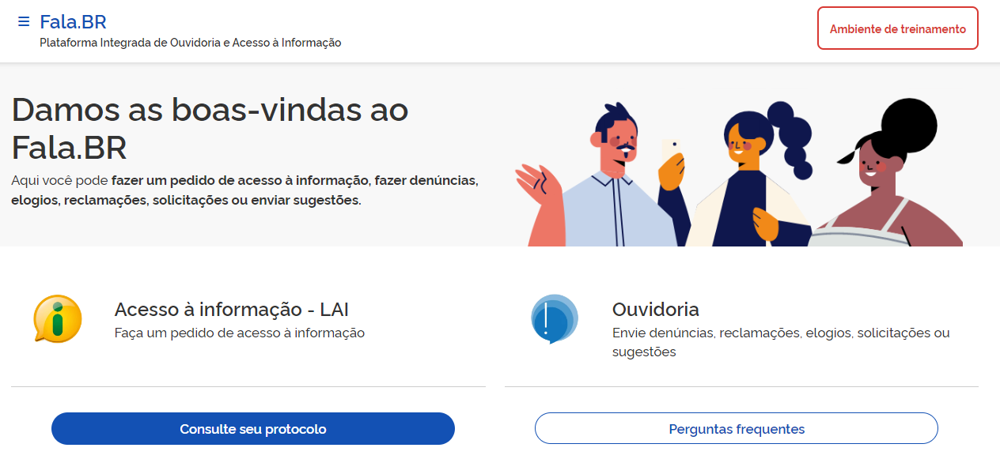 Fala.BR
Plataforma Integrada de Ouvidoria e Acesso à Informação
Ambiente de treinamento
Damos as boas-vindas ao
Fala.BR
Aqui você pode fazer um pedido de acesso à informação, fazer denúncias,
elogios, reclamações, solicitações ou enviar sugestões.
Acesso à informação - LAI
Faça um pedido de acesso à informação
Ouvidoria
Envie denúncias, reclamações, elogios, solicitações ou
sugestões
Consulte seu protocolo
Perguntas frequentes